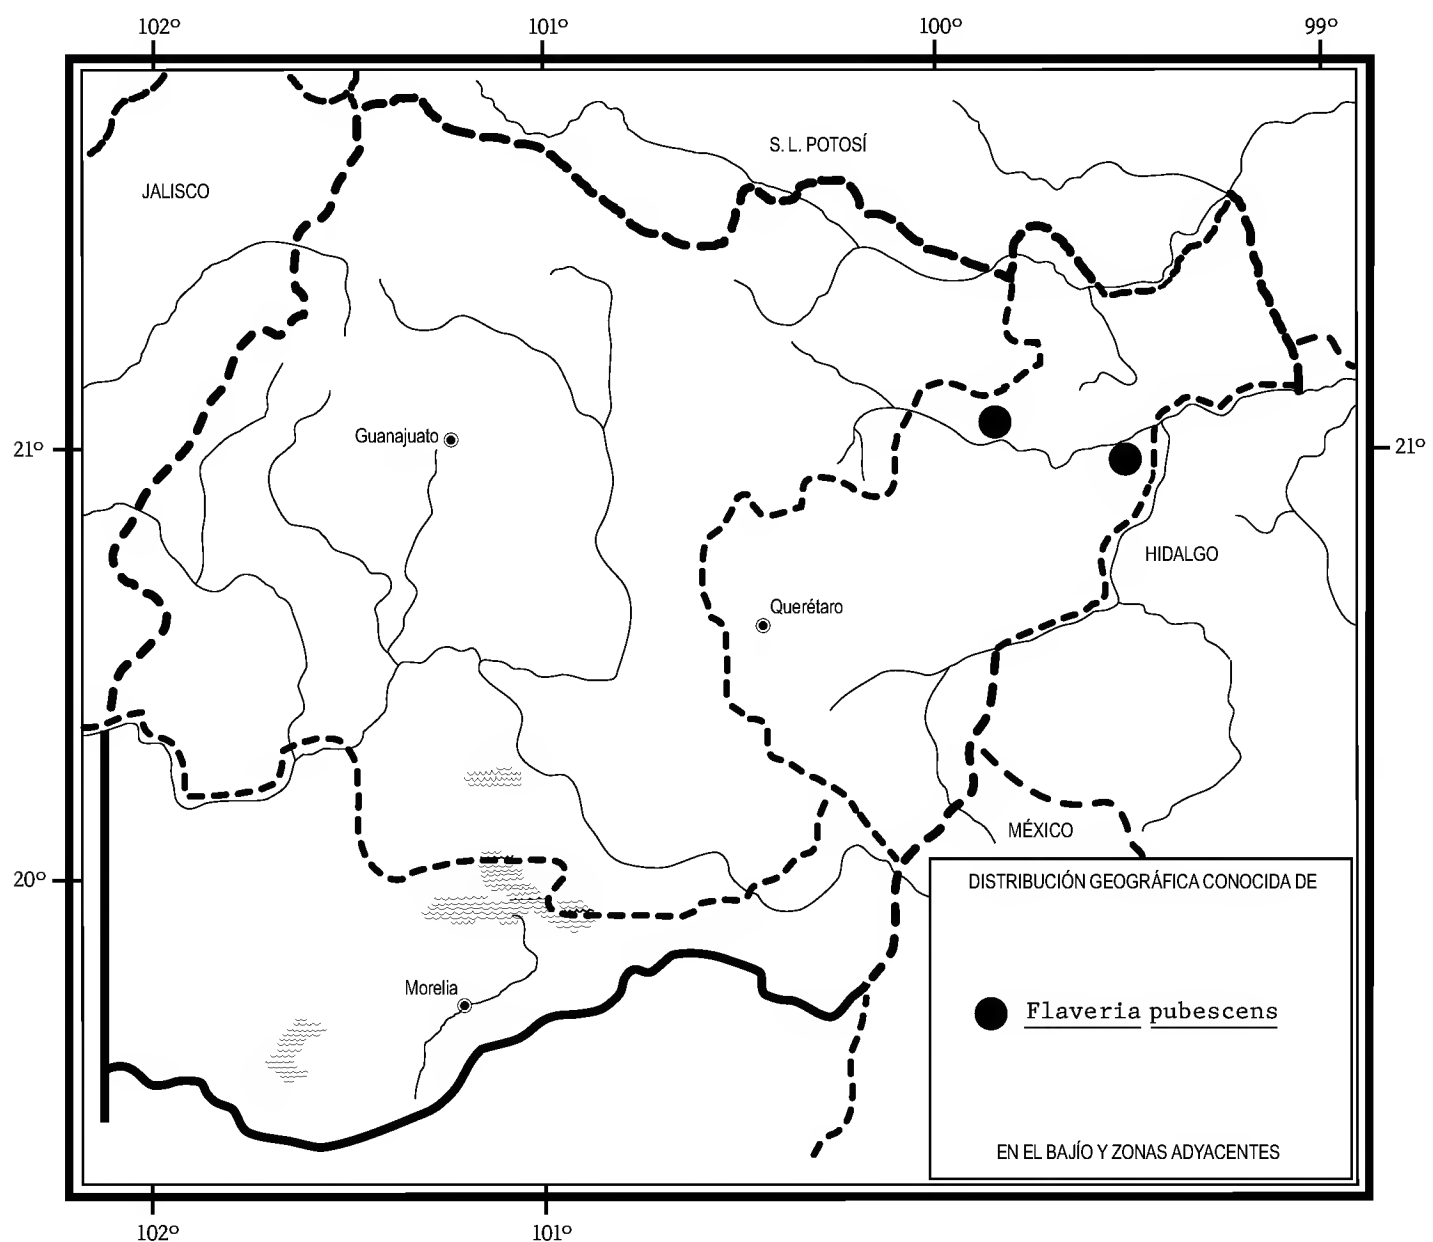 102º 101º 100º 99º
S. L. POTOSÍ
JALISCO
Guanajuato
21º 21º
HIDALGO
Querétaro
MÉXICO
20º
DISTRIBUCIÓN GEOGRÁFICA CONOCIDA DE
Morelia
Flaveria pubescens
EN EL BAJÍO Y ZONAS ADYACENTES
102º 101º